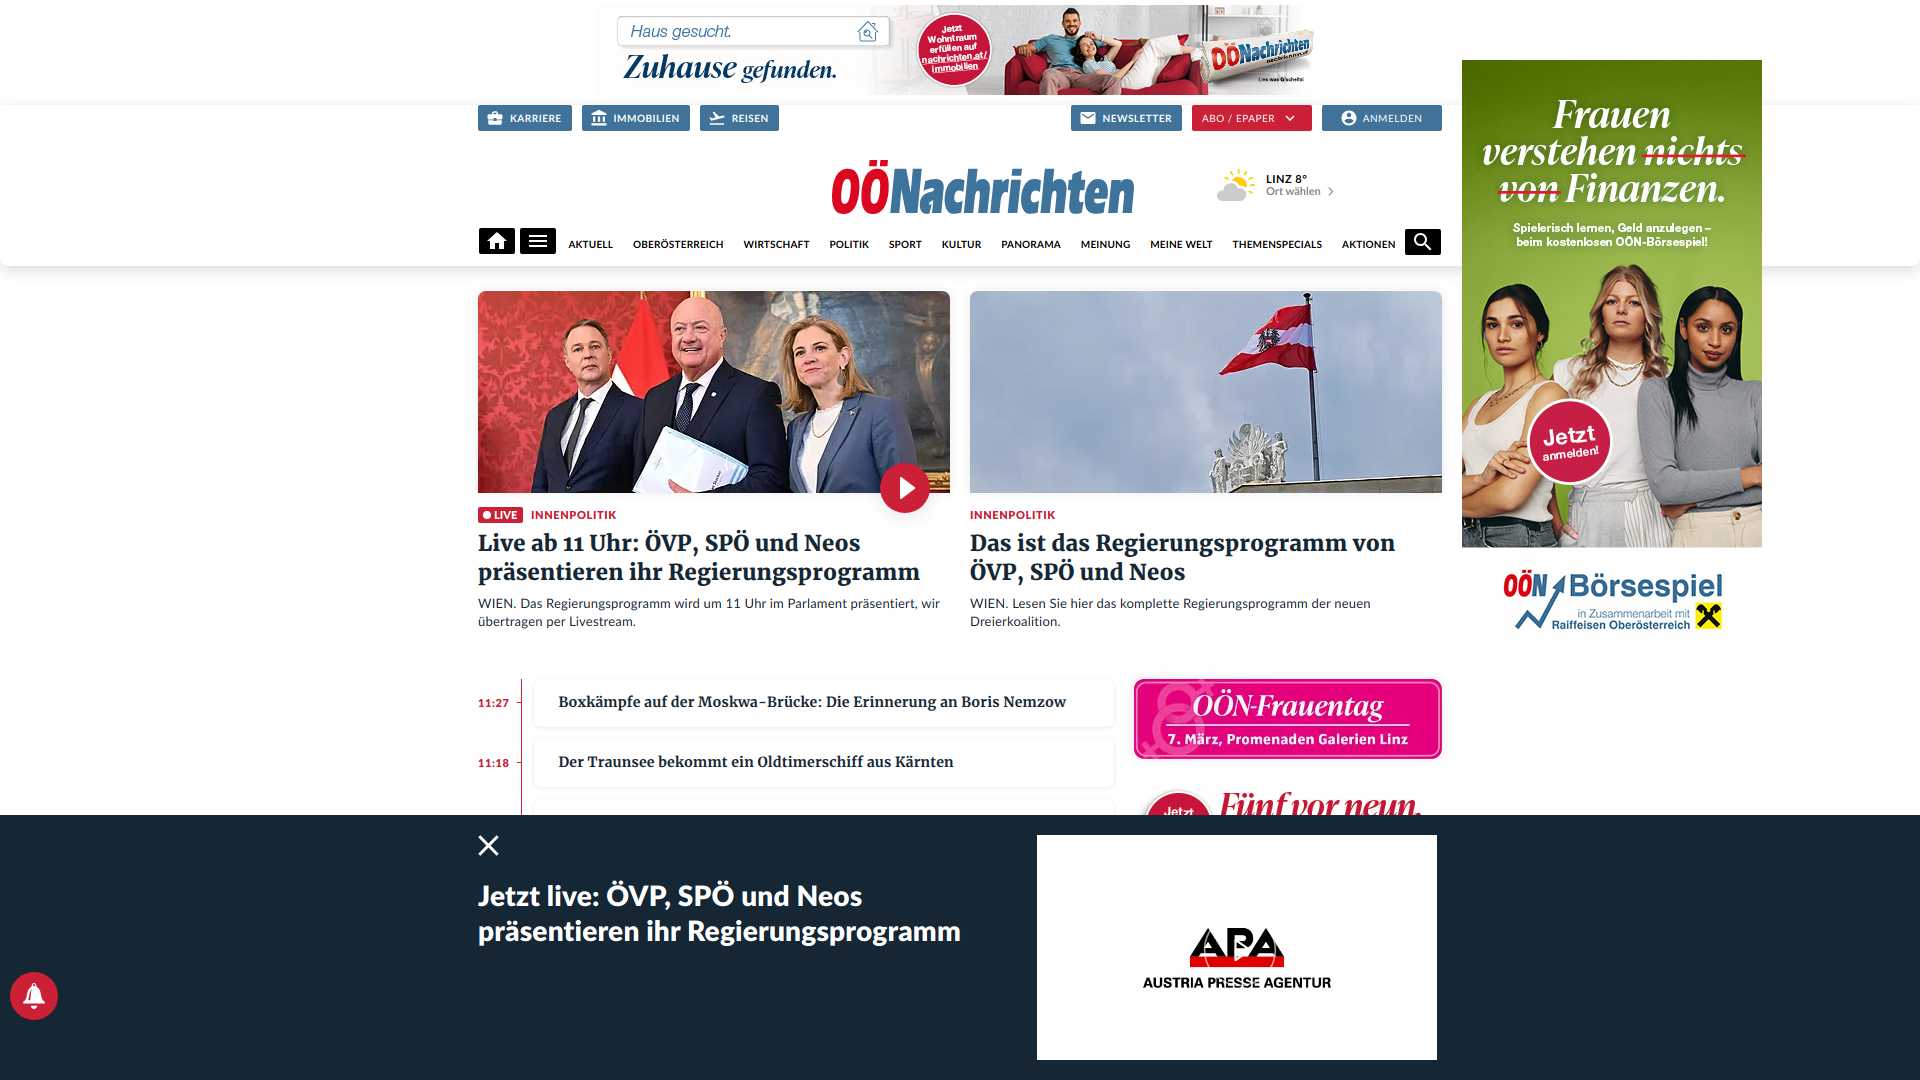 Haus gesucht.
Zuhause gefunden.
Jetzt
Wohntraum
erfüllen auf
nachrichten.at/
immobilien
OÖNachrichten
Lies was G'scheits!
KARRIERE
IMMOBILIEN
REISEN
NEWSLETTER
ABO / EPAPER
ANMELDEN
OÖNachrichten
LINZ 8°
Ort wählen
AKTUELL
OBERÖSTERREICH
WIRTSCHAFT
POLITIK
SPORT
KULTUR
PANORAMA
MEINUNG
MEINE WELT
THEMENSPECIALS
AKTIONEN
Frauen
verstehen nichts
von Finanzen.
Spielerisch lernen, Geld anzulegen –
beim kostenlosen OÖN-Börsespiel!
Jetzt
anmelden!
OÖN Börsespiel
in Zusammenarbeit mit
Raiffeisen Oberösterreich
LIVE INNENPOLITIK
Live ab 11 Uhr: ÖVP, SPÖ und Neos
präsentieren ihr Regierungsprogramm
WIEN. Das Regierungsprogramm wird um 11 Uhr im Parlament präsentiert, wir
übertragen per Livestream.
INNENPOLITIK
Das ist das Regierungsprogramm von
ÖVP, SPÖ und Neos
WIEN. Lesen Sie hier das komplette Regierungsprogramm der neuen
Dreierkoalition.
11:27 Boxkämpfe auf der Moskwa-Brücke: Die Erinnerung an Boris Nemzow
11:18 Der Traunsee bekommt ein Oldtimerschiff aus Kärnten
OÖN-Frauentag
7. März, Promenaden Galerien Linz
Jetzt
Fünf vor neun.
Jetzt live: ÖVP, SPÖ und Neos
präsentieren ihr Regierungsprogramm
APA
AUSTRIA PRESSE AGENTUR